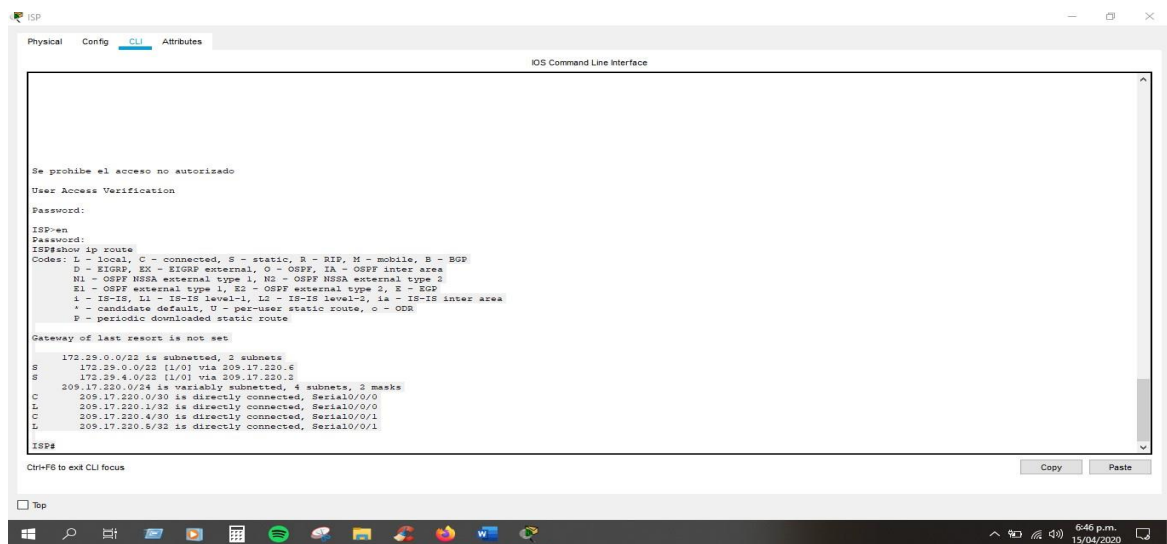 ISP
Physical Config CLI Attributes
IOS Command Line Interface
Se prohibe el acceso no autorizado
User Access Verification
Password:
ISP>en
Password:
ISP#show ip route
Codes: L - local, C - connected, S - static, R - RIP, M - mobile, B - BGP
D - EIGRP, EX - EIGRP external, O - OSPF, IA - OSPF inter area
N1 - OSPF NSSA external type 1, N2 - OSPF NSSA external type 2
E1 - OSPF external type 1, E2 - OSPF external type 2, E - EGP
i - IS-IS, L1 - IS-IS level-1, L2 - IS-IS level-2, ia - IS-IS inter area
* - candidate default, U - per-user static route, o - ODR
P - periodic downloaded static route
Gateway of last resort is not set
172.29.0.0/22 is subnetted, 2 subnets
S 172.29.0.0/22 [1/0] via 209.17.220.6
S 172.29.4.0/22 [1/0] via 209.17.220.2
209.17.220.0/24 is variably subnetted, 4 subnets, 2 masks
C 209.17.220.0/30 is directly connected, Serial0/0/0
L 209.17.220.1/32 is directly connected, Serial0/0/0
C 209.17.220.4/30 is directly connected, Serial0/0/1
L 209.17.220.5/32 is directly connected, Serial0/0/1
ISP#
Ctrl+F6 to exit CLI focus
Copy Paste
Top
6:46 p.m.
15/04/2020